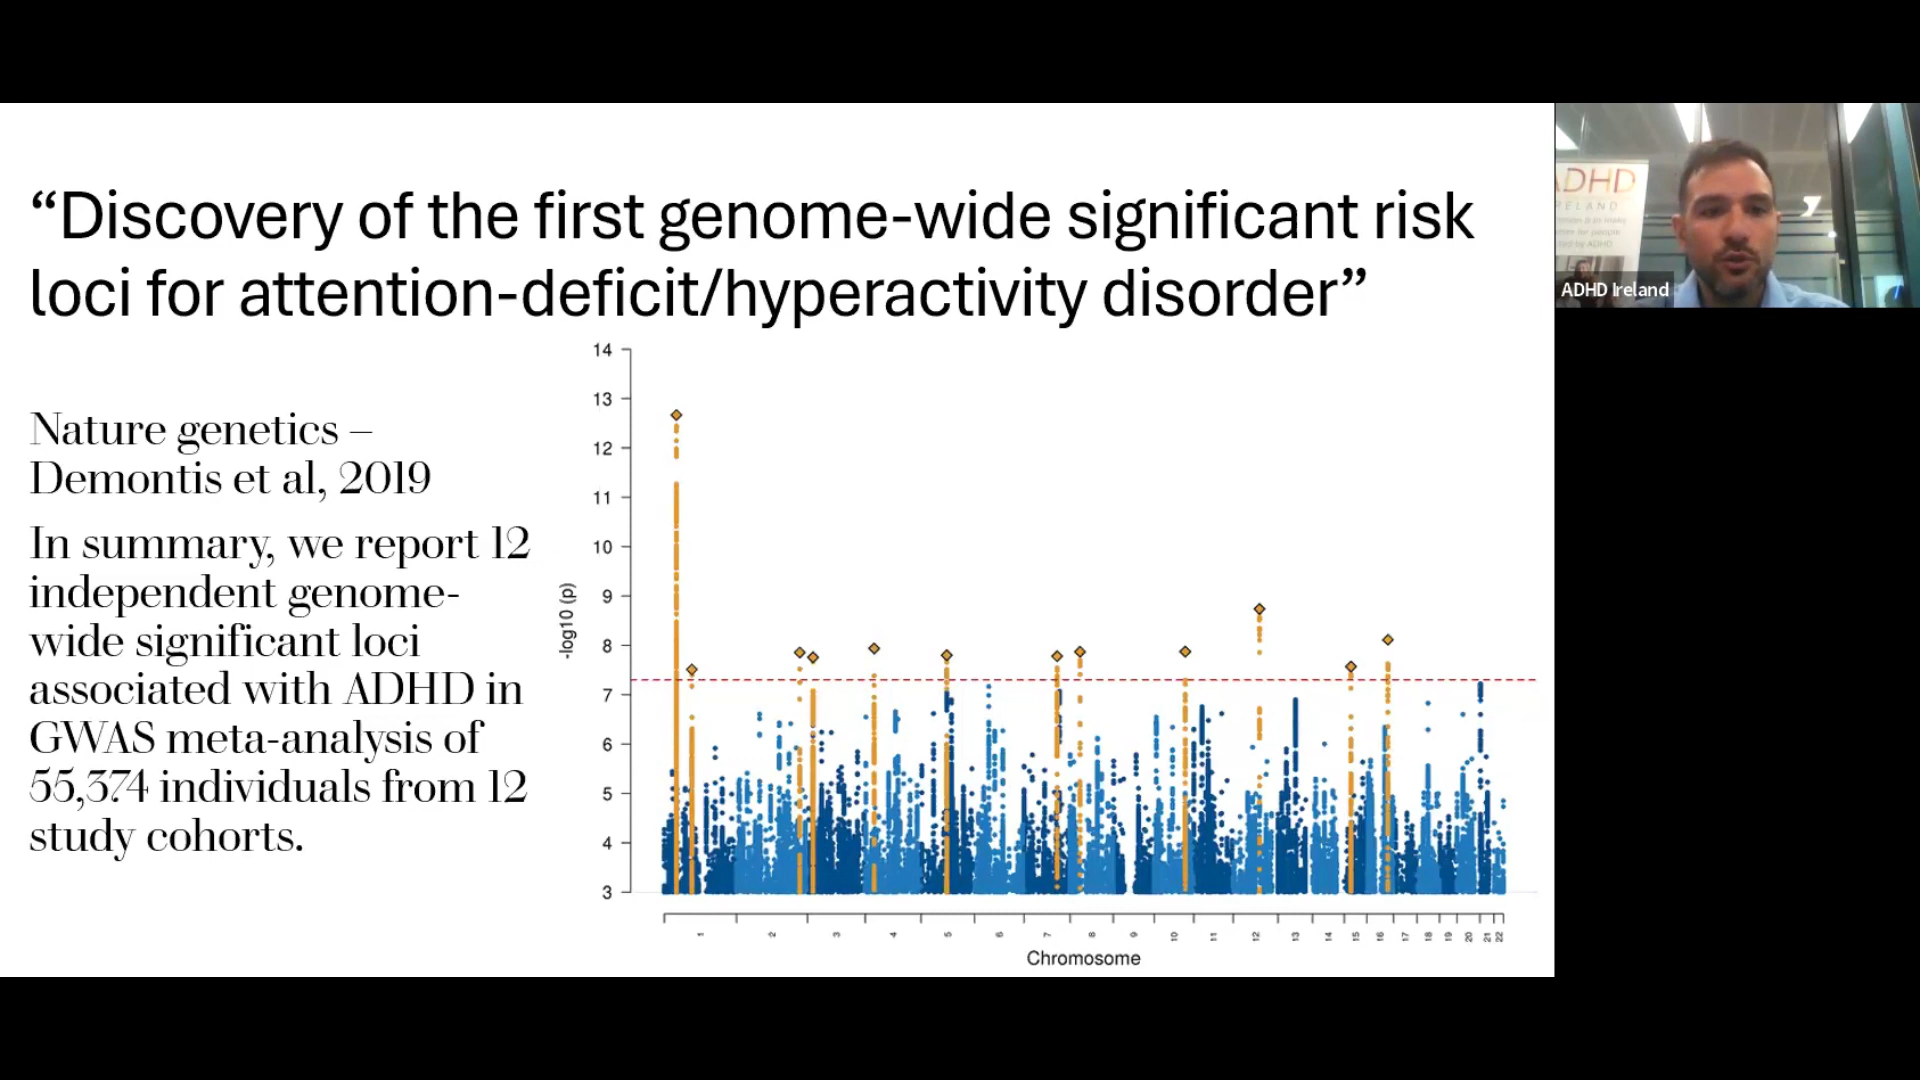 “Discovery of the first genome-wide significant risk
loci for attention-deficit/hyperactivity disorder”
Nature genetics –
Demontis et al, 2019
In summary, we report 12
independent genome-
wide significant loci
associated with ADHD in
GWAS meta-analysis of
55,374 individuals from 12
study cohorts.
14
13
12
11
10
9
8
7
6
5
4
3
-log10 (p)
1 2 3 4 5 6 7 8 9 10 11 12 13 14 15 16 17 18 19 20 21 22
Chromosome
ADHD
IRELAND
ADHD Ireland